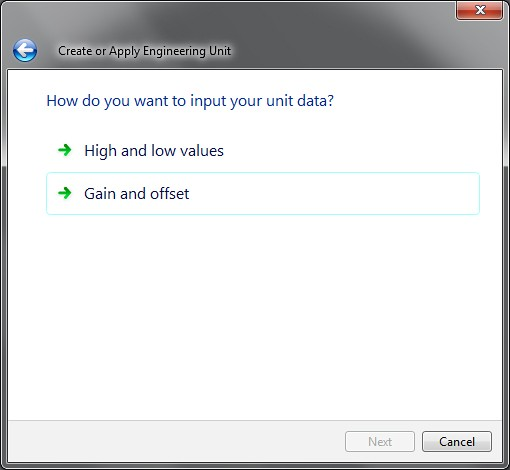 Create or Apply Engineering Unit
How do you want to input your unit data?
High and low values
Gain and offset
Next
Cancel